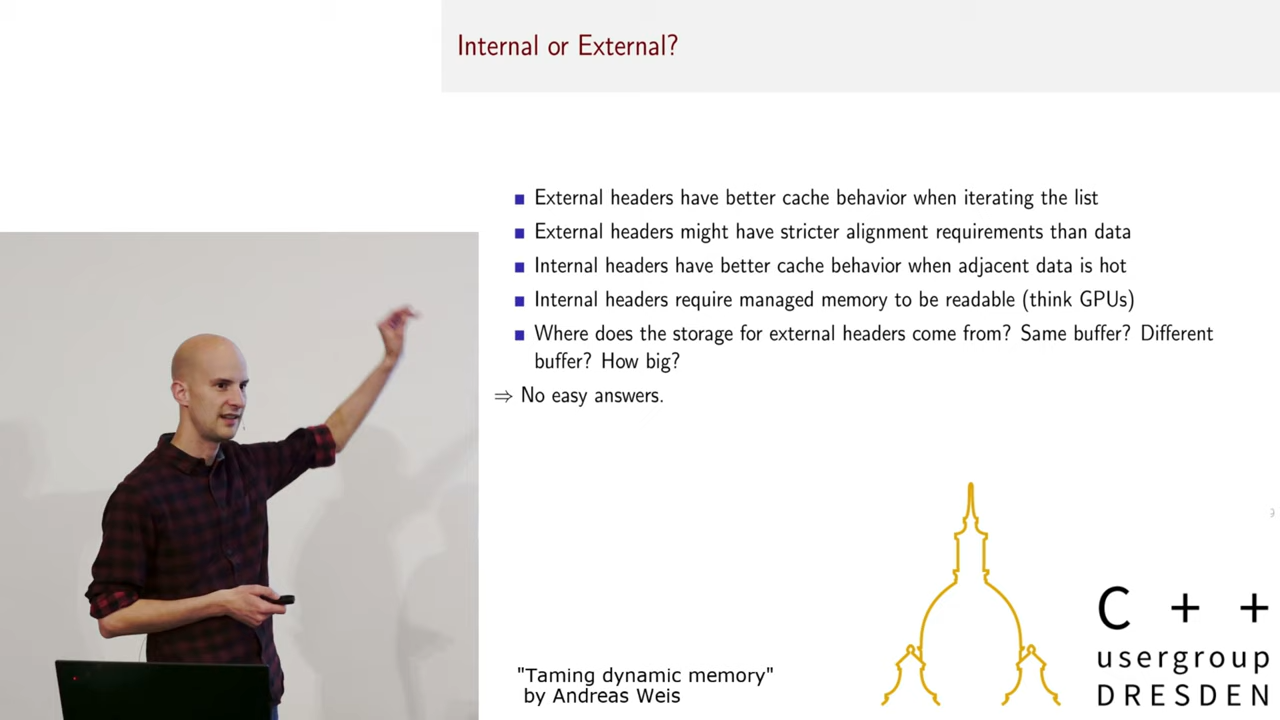 Internal or External?
External headers have better cache behavior when iterating the list
External headers might have stricter alignment requirements than data
Internal headers have better cache behavior when adjacent data is hot
Internal headers require managed memory to be readable (think GPUs)
Where does the storage for external headers come from? Same buffer? Different
buffer? How big?
⇒ No easy answers.
9
"Taming dynamic memory"
by Andreas Weis
C + +
usergroup
DRESDEN